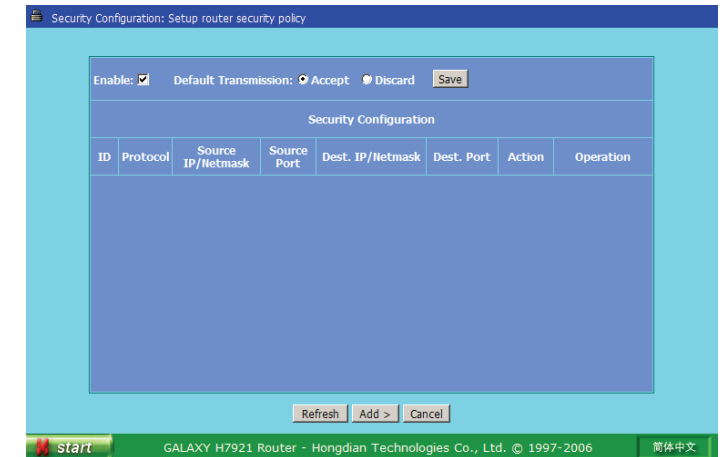 Security Configuration: Setup router security policy
Enable: Default Transmission: Accept Discard Save
Security Configuration
ID Protocol Source IP/Netmask Source Port Dest. IP/Netmask Dest. Port Action Operation
Refresh Add > Cancel
start GALAXY H7921 Router - Hongdian Technologies Co., Ltd. © 1997-2006 简体中文